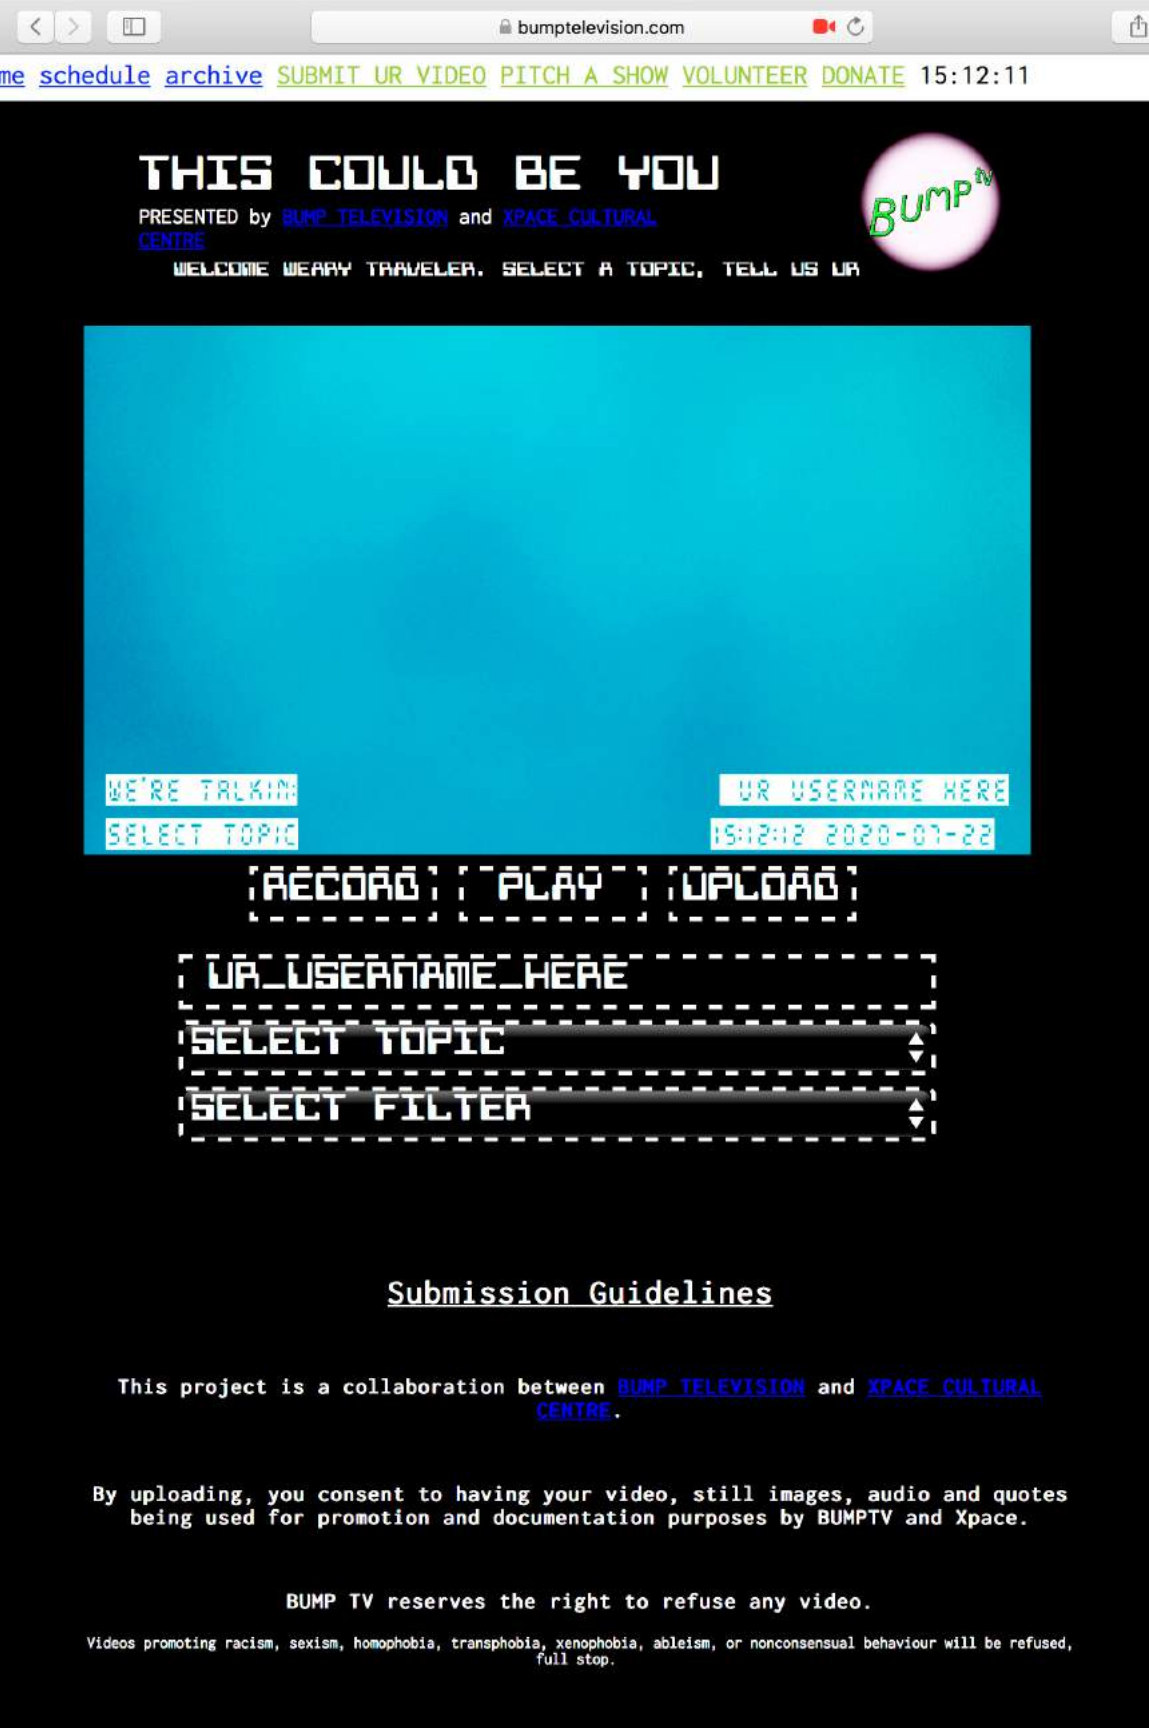 bumptelevision.com
me schedule archive SUBMIT UR VIDEO PITCH A SHOW VOLUNTEER DONATE 15:12:11
THIS COULD BE YOU
PRESENTED by BUMP TELEVISION and XPACE CULTURAL
CENTRE
BUMP tv
WELCOME WEARY TRAVELER. SELECT A TOPIC, TELL US UR
WE'RE TALKIN:
UR USERNAME HERE
SELECT TOPIC
15:12:12 2020-07-22
RECORD PLAY UPLOAD
UR_USERNAME_HERE
SELECT TOPIC
SELECT FILTER
Submission Guidelines
This project is a collaboration between BUMP TELEVISION and XPACE CULTURAL
CENTRE.
By uploading, you consent to having your video, still images, audio and quotes
being used for promotion and documentation purposes by BUMPTV and Xpace.
BUMP TV reserves the right to refuse any video.
Videos promoting racism, sexism, homophobia, transphobia, xenophobia, ableism, or nonconsensual behaviour will be refused,
full stop.